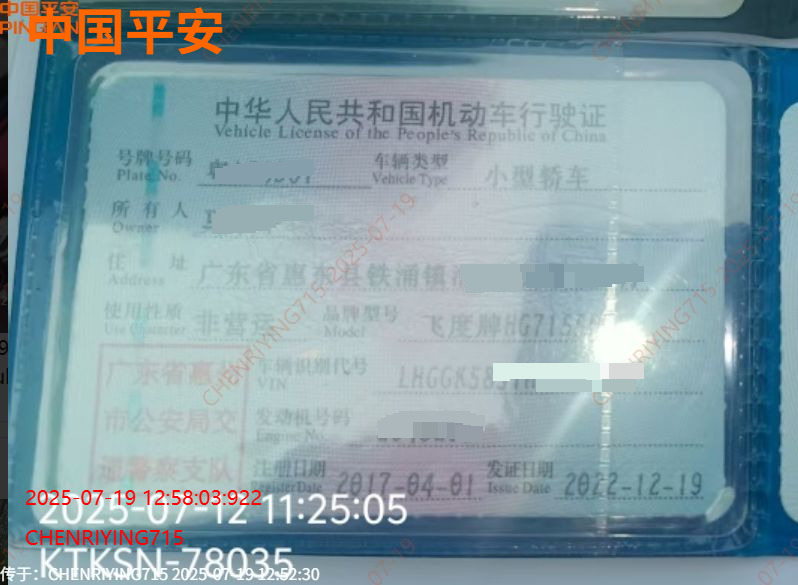 中国平安
PINGAN
中国平安
中华人民共和国机动车行驶证
Vehicle License of the People's Republic of China
号牌号码
Plate No.
车辆类型
Vehicle Type
小型轿车
所有人
Owner
住址
Address
广东省惠东县铁涌镇
使用性质
Use Character
非营运
品牌型号
Model
飞度牌HG715
广东省惠州
市公安局交
通警察支队
车辆识别代号
VIN
LHGGK58
发动机号码
Engine No.
注册日期
Register Date
2017-04-01
发证日期
Issue Date
2022-12-19
2025-07-19 12:58:03:922
2025-07-12 11:25:05
CHENRIYING715
KTKSN-78035
传于：CHENRIYING715 2025-07-19 12:52:30
CHENRIYING715-2025-07-19